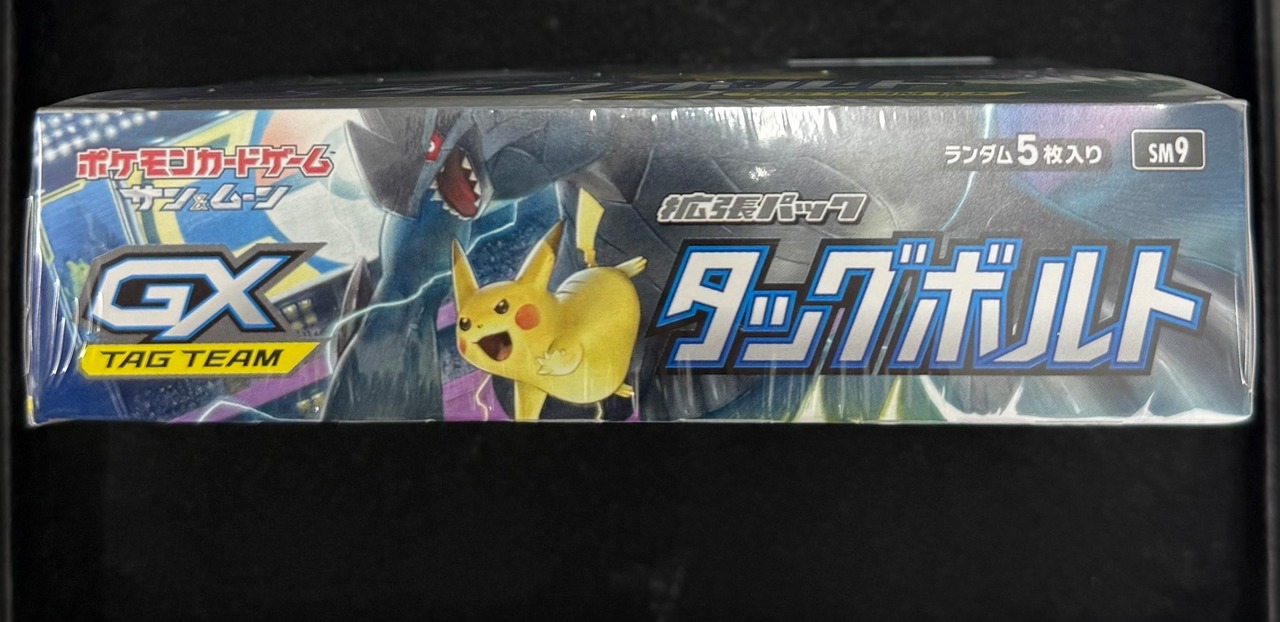 ポケモンカードゲーム
サン&ムーン
GX
TAG TEAM
拡張パック
タッグボルト
ランダム5枚入り
SM9